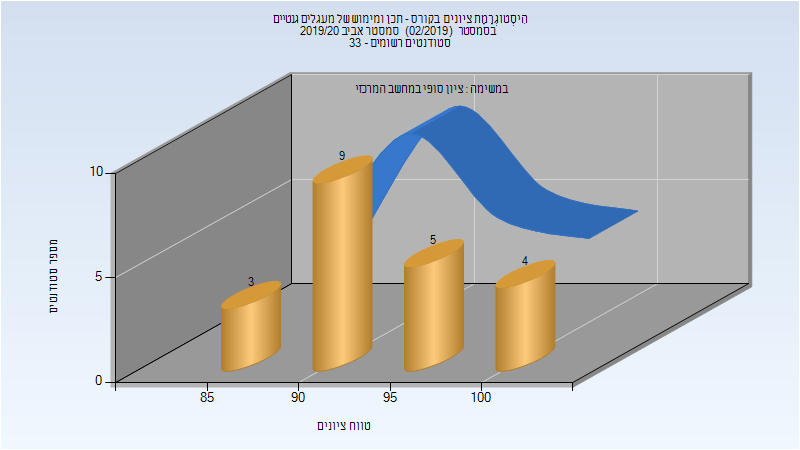 היסטוגרמת ציונים בקורס - תכן ומימוש של מעגלים גנטיים
בסמסטר (02/2019) סמסטר אביב 2019/20
סטודנטים רשומים - 33
במשימה : ציון סופי במחשב המרכזי
9
10
5
4
3
מספר סטודנטים
5
0
85
90
95
100
טווח ציונים